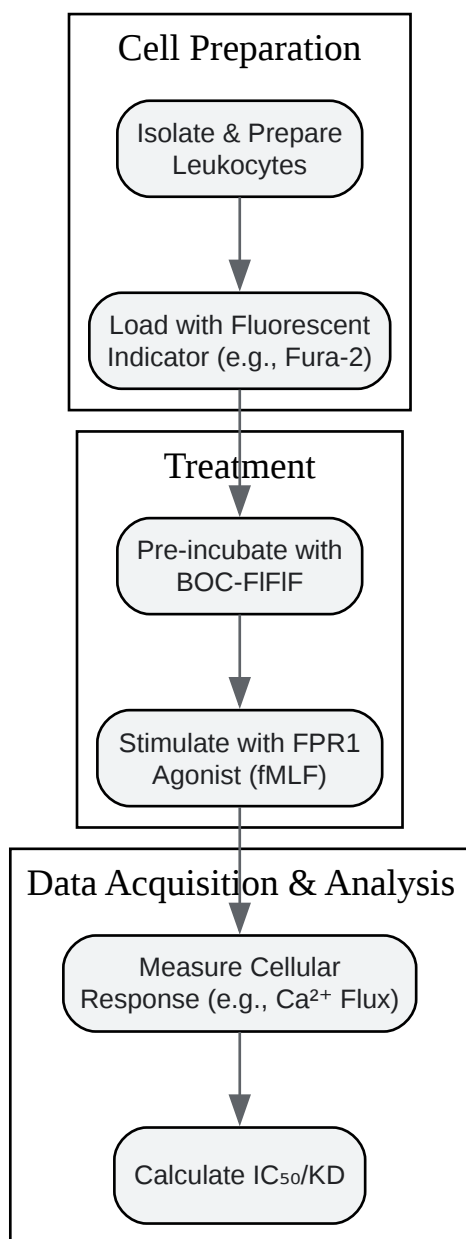 Cell Preparation
Isolate & Prepare
Leukocytes
Load with Fluorescent
Indicator (e.g., Fura-2)
Treatment
Pre-incubate with
BOC-FlFlF
Stimulate with FPR1
Agonist (fMLF)
Data Acquisition & Analysis
Measure Cellular
Response (e.g., Ca²⁺ Flux)
Calculate IC₅₀/KD